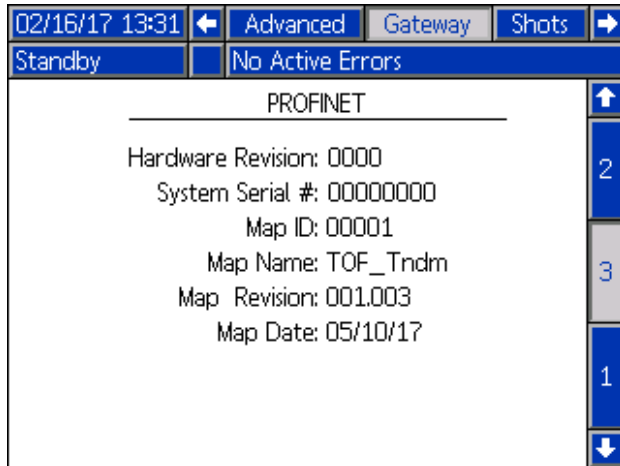 02/16/17 13:31 Advanced Gateway Shots
Standby No Active Errors
PROFINET
Hardware Revision: 0000
System Serial #: 00000000
Map ID: 00001
Map Name: TOF_Tndm
Map Revision: 001.003
Map Date: 05/10/17
2
3
1